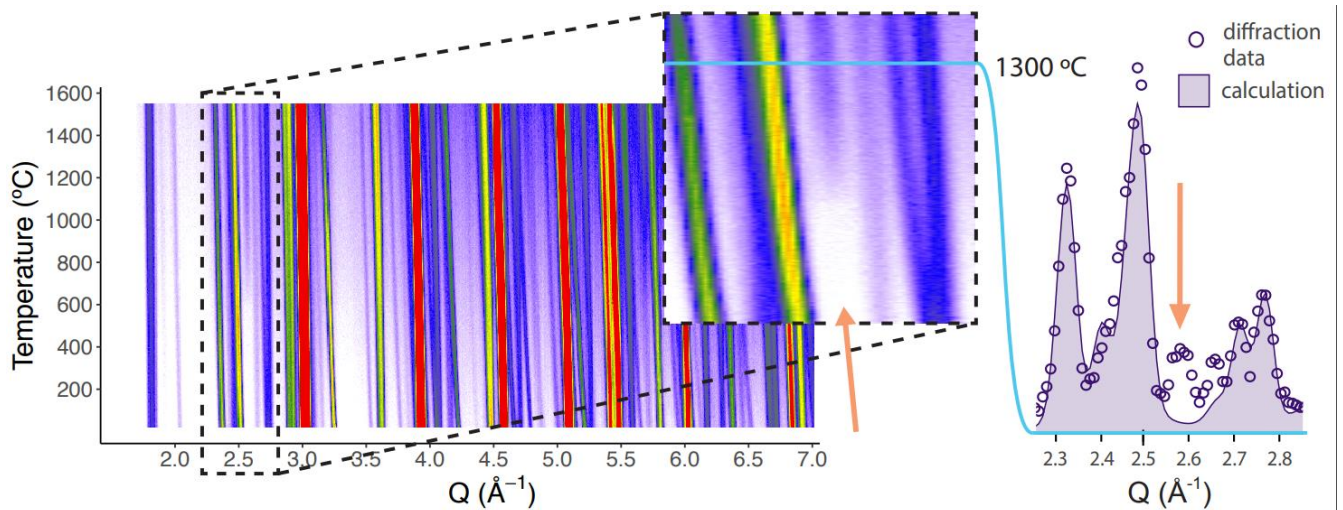 1600
1400
1200
1000
800
600
400
200
Temperature (ºC)
2.0 2.5 3.0 3.5 4.0 4.5 5.0 5.5 6.0 6.5 7.0
Q (Å⁻¹)
1300 ºC
diffraction
data
calculation
2.3 2.4 2.5 2.6 2.7 2.8
Q (Å⁻¹)